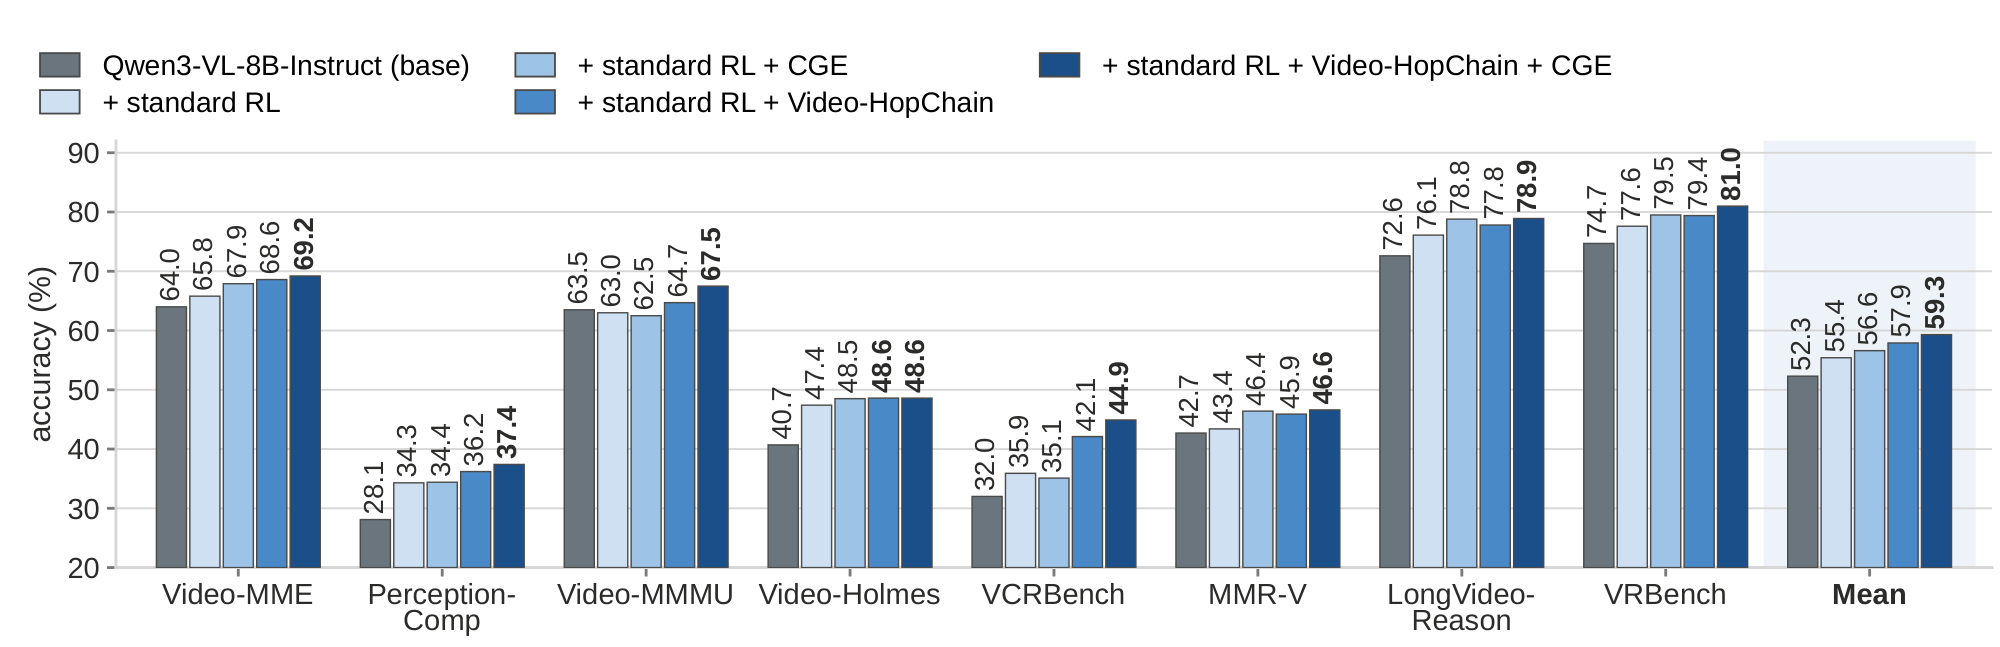 Qwen3-VL-8B-Instruct (base)
+ standard RL
+ standard RL + CGE
+ standard RL + Video-HopChain
+ standard RL + Video-HopChain + CGE
accuracy (%)
90
80
70
60
50
40
30
20
64.0 65.8 67.9 68.6 69.2
28.1 34.3 34.4 36.2 37.4
63.5 63.0 62.5 64.7 67.5
40.7 47.4 48.5 48.6 48.6
32.0 35.9 35.1 42.1 44.9
42.7 43.4 46.4 45.9 46.6
72.6 76.1 78.8 77.8 78.9
74.7 77.6 79.5 79.4 81.0
52.3 55.4 56.6 57.9 59.3
Video-MME
Perception-
Comp
Video-MMMU
Video-Holmes
VCRBench
MMR-V
LongVideo-
Reason
VRBench
Mean